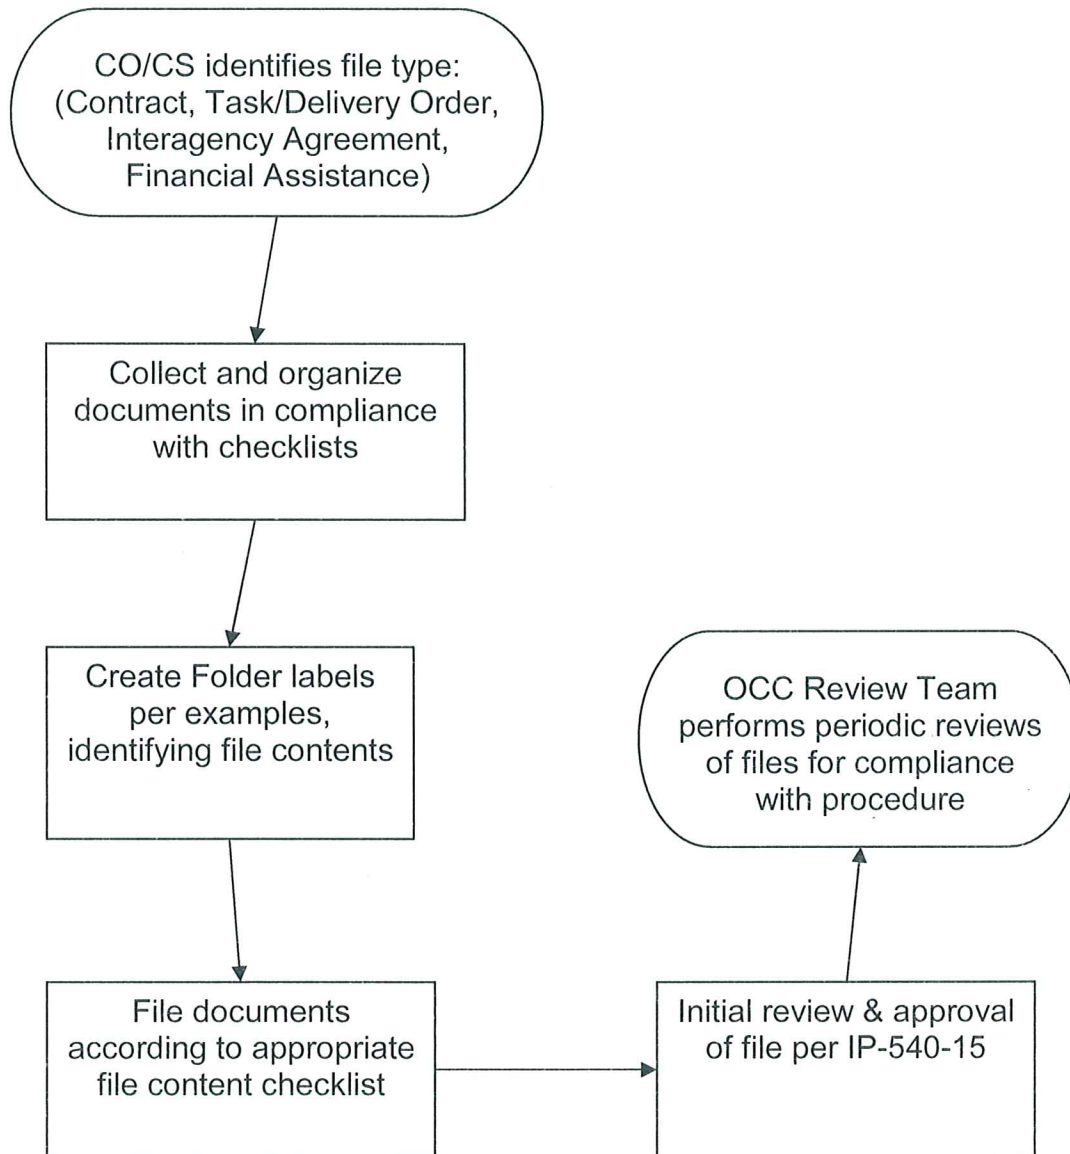 CO/CS identifies file type:
(Contract, Task/Delivery Order,
Interagency Agreement,
Financial Assistance)
Collect and organize
documents in compliance
with checklists
Create Folder labels
per examples,
identifying file contents
OCC Review Team
performs periodic reviews
of files for compliance
with procedure
File documents
according to appropriate
file content checklist
Initial review & approval
of file per IP-540-15